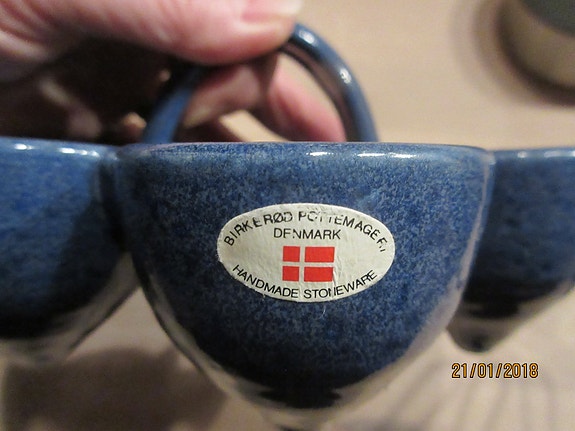 BIRKERØD POTTEMAGERI
DENMARK
HANDMADE STONEWARE
21/01/2018